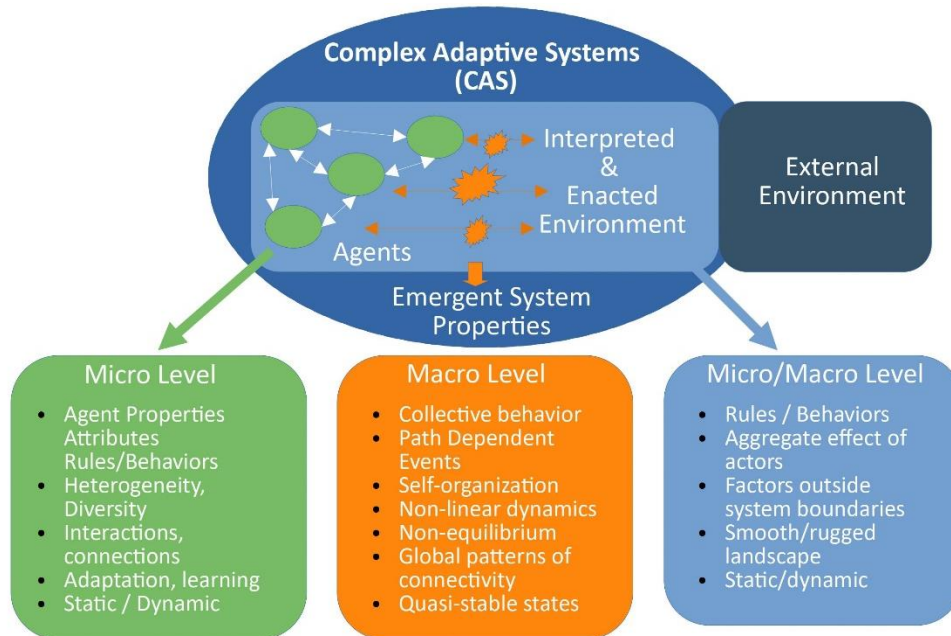 Complex Adaptive Systems
(CAS)
Interpreted
&
Enacted
Environment
Agents
External
Environment
Emergent System
Properties
Micro Level
• Agent Properties
Attributes
Rules/Behaviors
• Heterogeneity,
Diversity
• Interactions,
connections
• Adaptation, learning
• Static / Dynamic
Macro Level
• Collective behavior
• Path Dependent
Events
• Self-organization
• Non-linear dynamics
• Non-equilibrium
• Global patterns of
connectivity
• Quasi-stable states
Micro/Macro Level
• Rules / Behaviors
• Aggregate effect of
actors
• Factors outside
system boundaries
• Smooth/rugged
landscape
• Static/dynamic